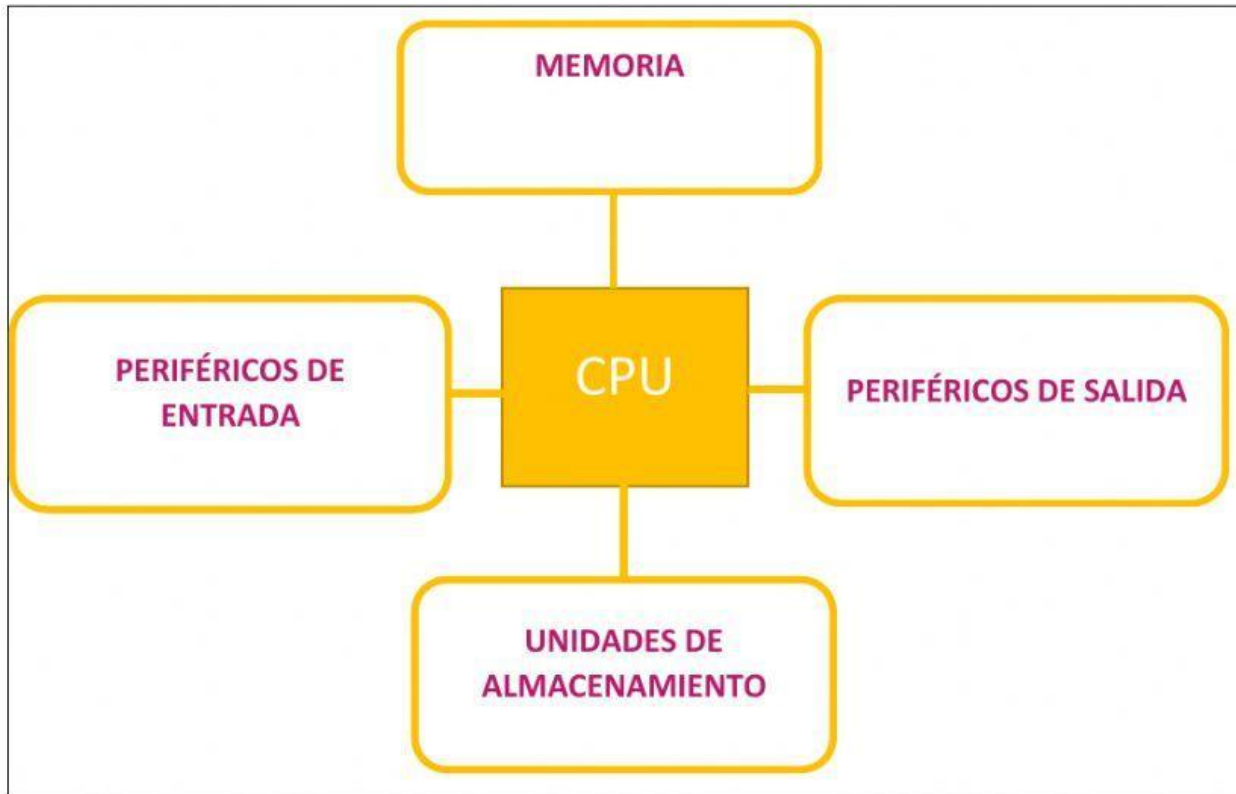 MEMORIA
PERIFÉRICOS DE
ENTRADA
CPU
PERIFÉRICOS DE SALIDA
UNIDADES DE
ALMACENAMIENTO